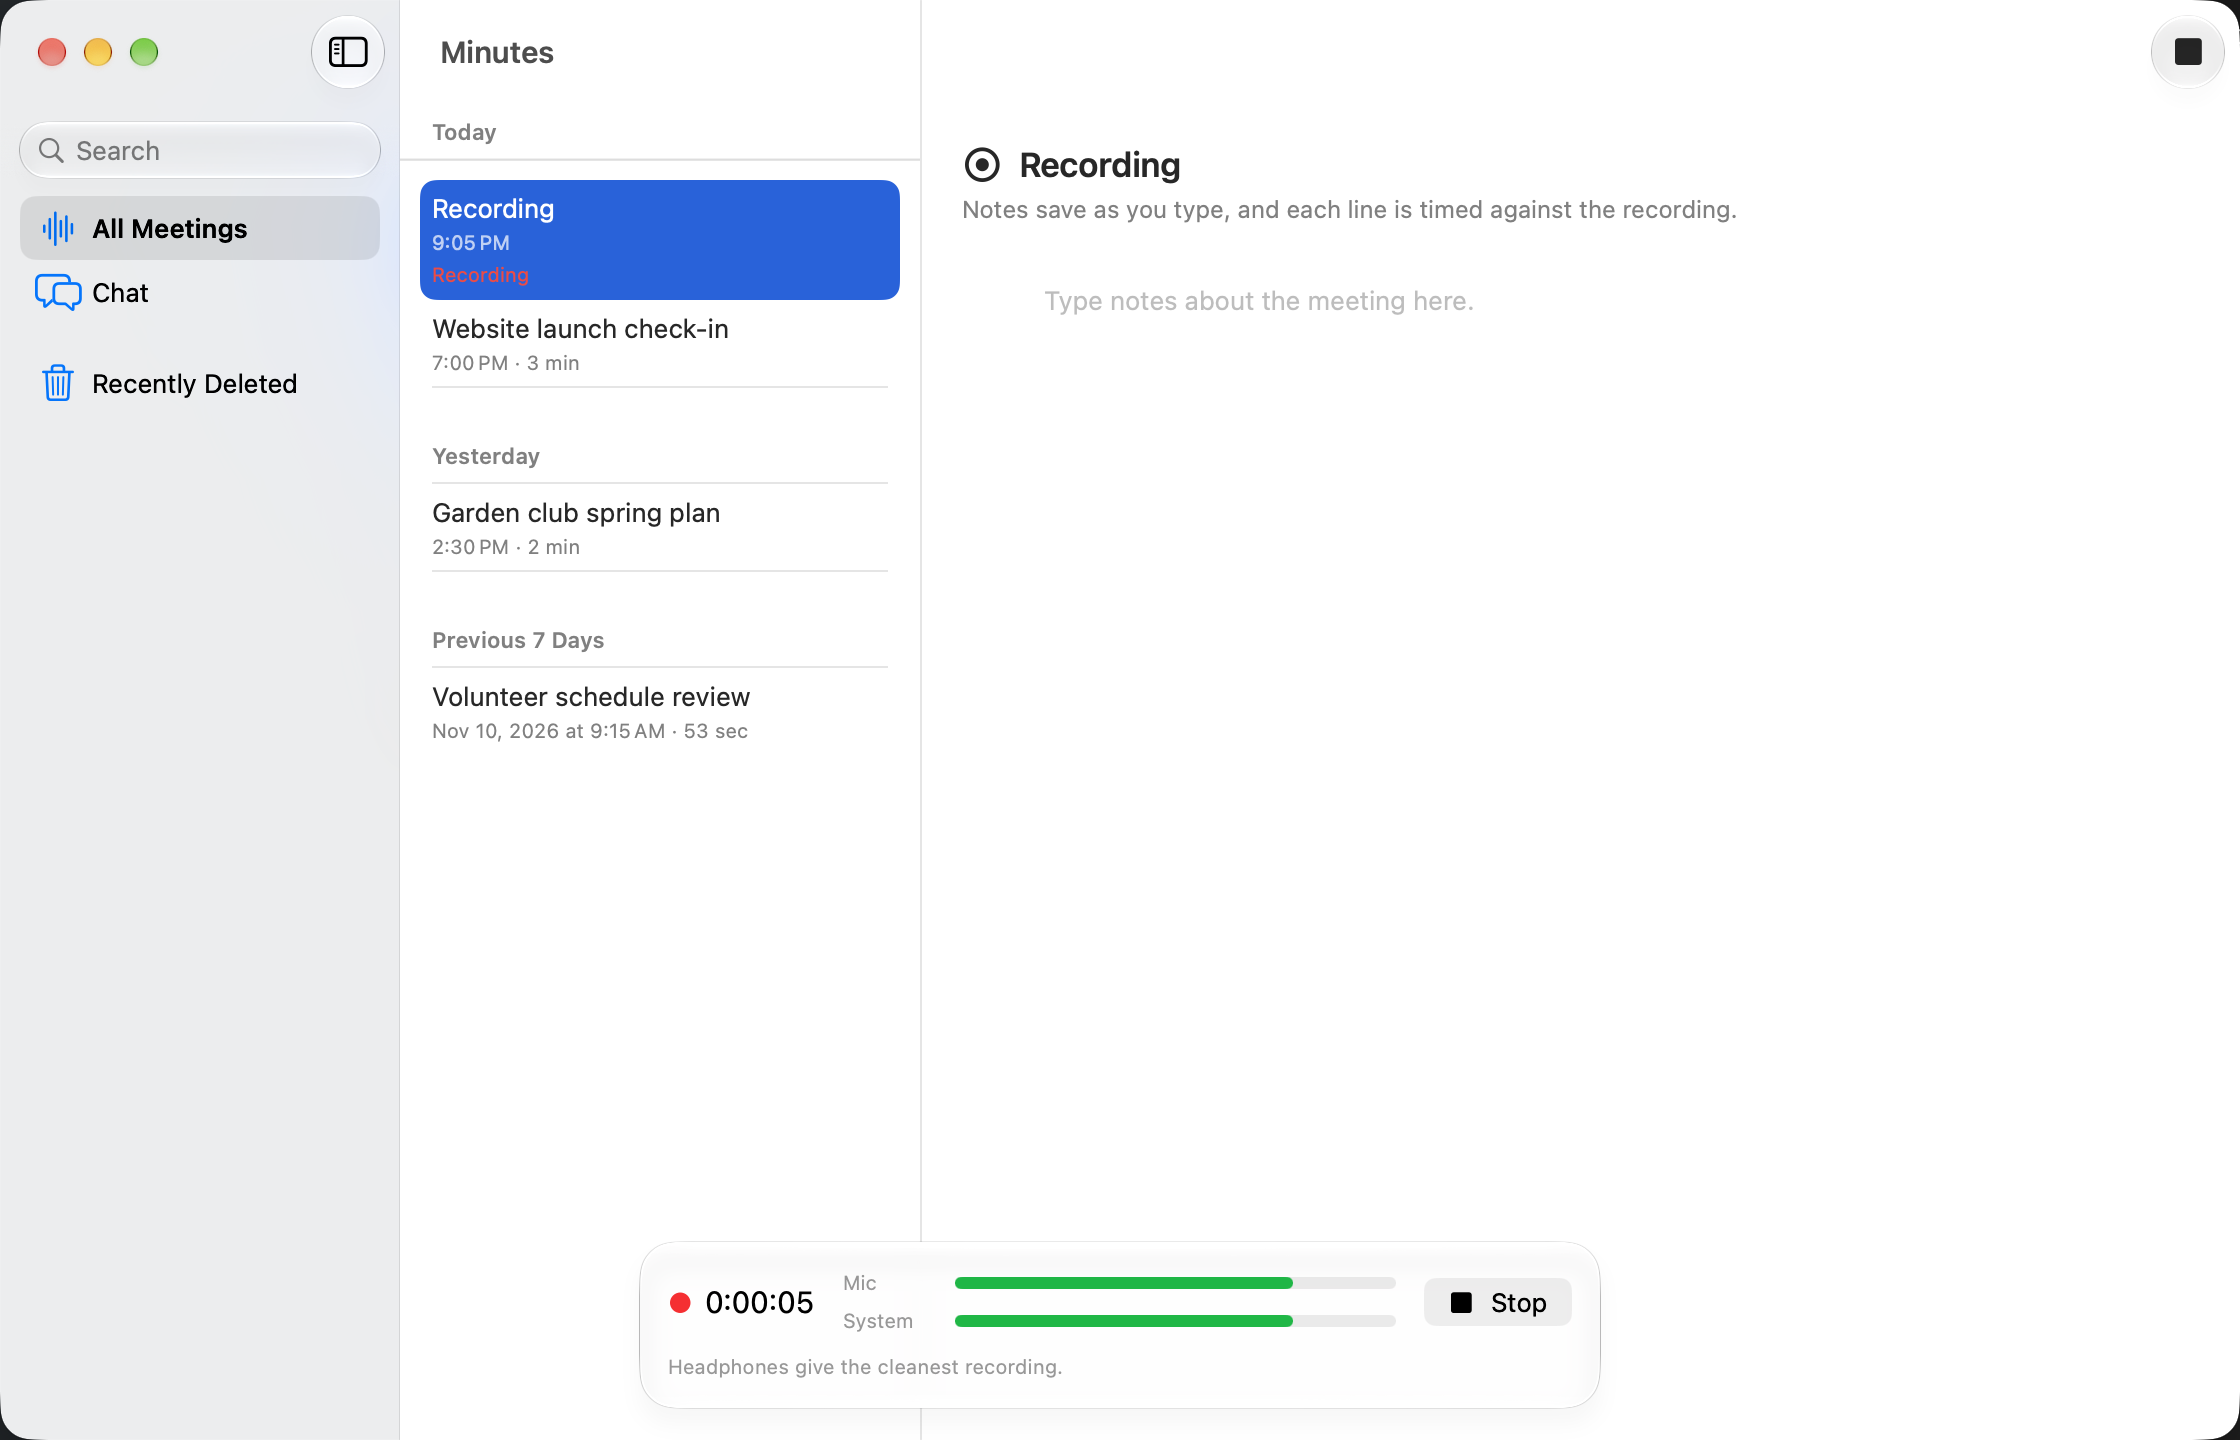 Search
All Meetings
Chat
Recently Deleted
Minutes
Today
Recording
9:05 PM
Recording
Website launch check-in
7:00 PM · 3 min
Yesterday
Garden club spring plan
2:30 PM · 2 min
Previous 7 Days
Volunteer schedule review
Nov 10, 2026 at 9:15 AM · 53 sec
Recording
Notes save as you type, and each line is timed against the recording.
Type notes about the meeting here.
0:00:05
Mic
System
Stop
Headphones give the cleanest recording.